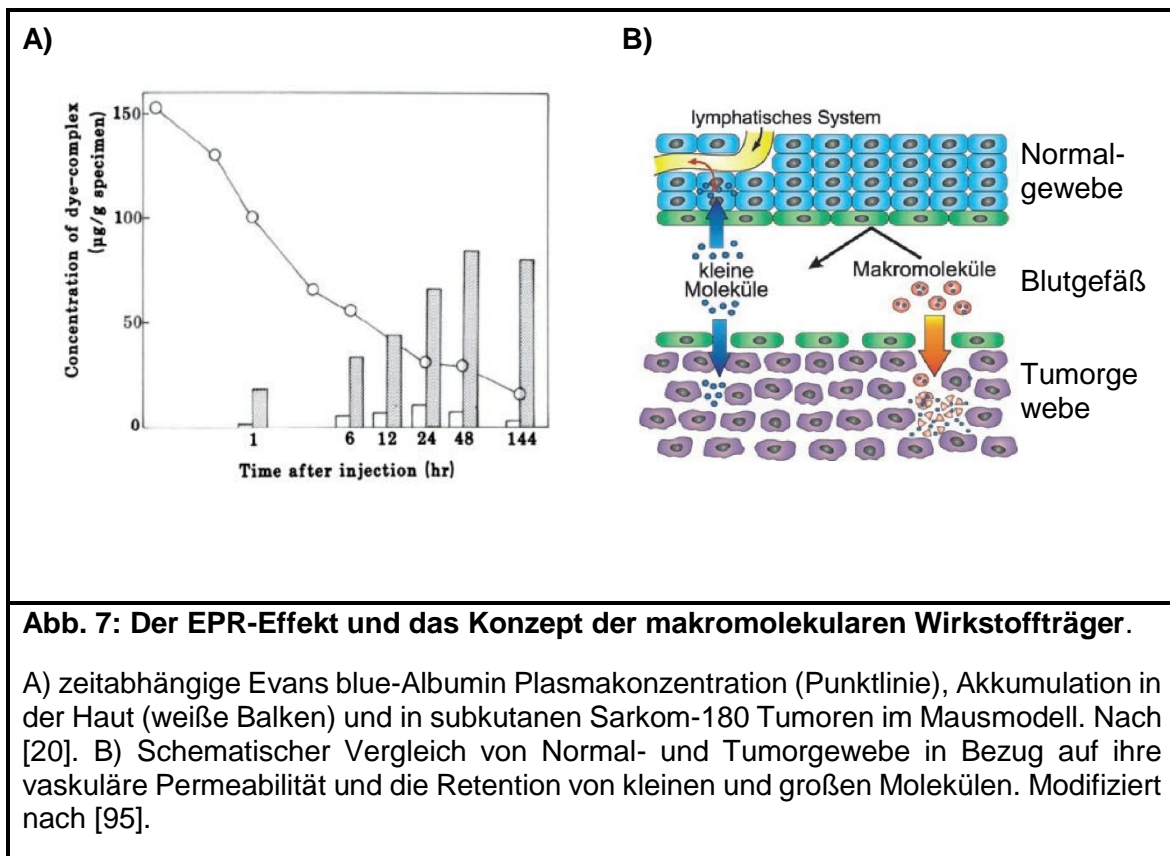 A)
B)
150
100
50
0
Concentration of dye-complex
(µg/g specimen)
1
6
12
24
48
144
Time after injection (hr)
lymphatisches System
kleine
Moleküle
Makromoleküle
Normal-
gewebe
Blutgefäß
Tumorge
webe
Abb. 7: Der EPR-Effekt und das Konzept der makromolekularen Wirkstoffträger.
A) zeitabhängige Evans blue-Albumin Plasmakonzentration (Punktlinie), Akkumulation in
der Haut (weiße Balken) und in subkutanen Sarkom-180 Tumoren im Mausmodell. Nach
[20]. B) Schematischer Vergleich von Normal- und Tumorgewebe in Bezug auf ihre
vaskuläre Permeabilität und die Retention von kleinen und großen Molekülen. Modifiziert
nach [95].